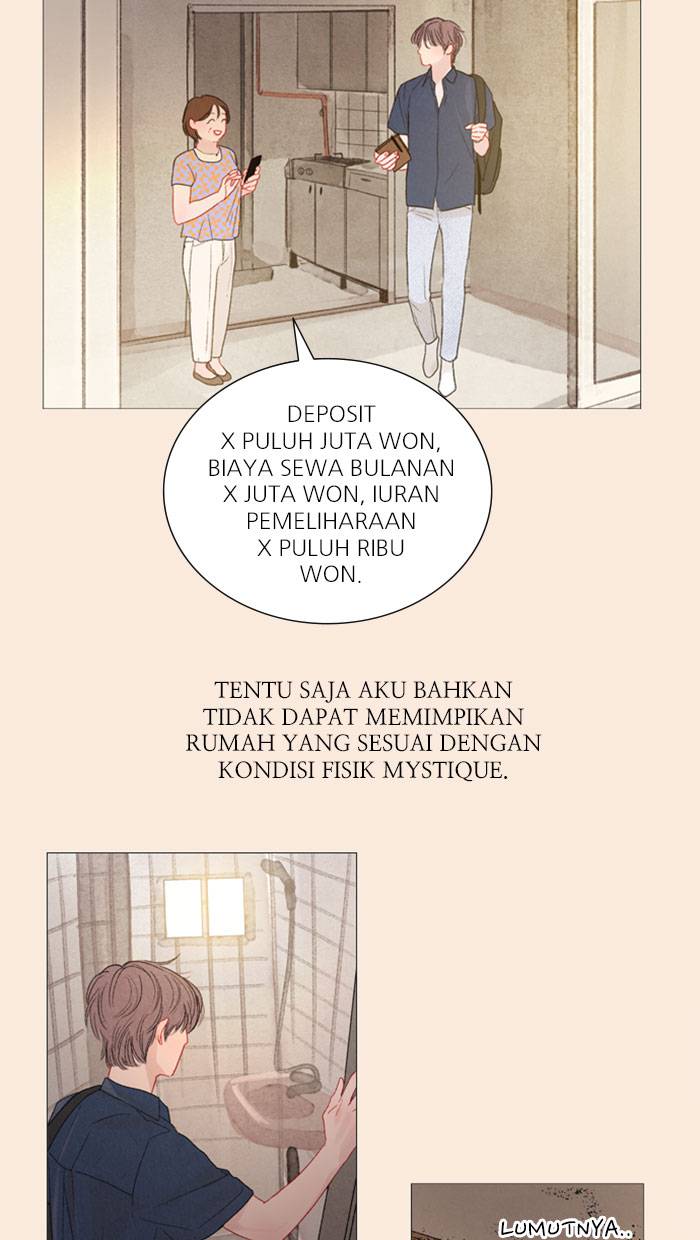 DEPOSIT
X PULUH JUTA WON,
BIAYA SEWA BULANAN
X JUTA WON, IURAN
PEMELIHARAAN
X PULUH RIBU
WON.
TENTU SAJA AKU BAHKAN
TIDAK DAPAT MEMIMPIKAN
RUMAH YANG SESUAI DENGAN
KONDISI FISIK MYSTIQUE.
LUMUTNYA..